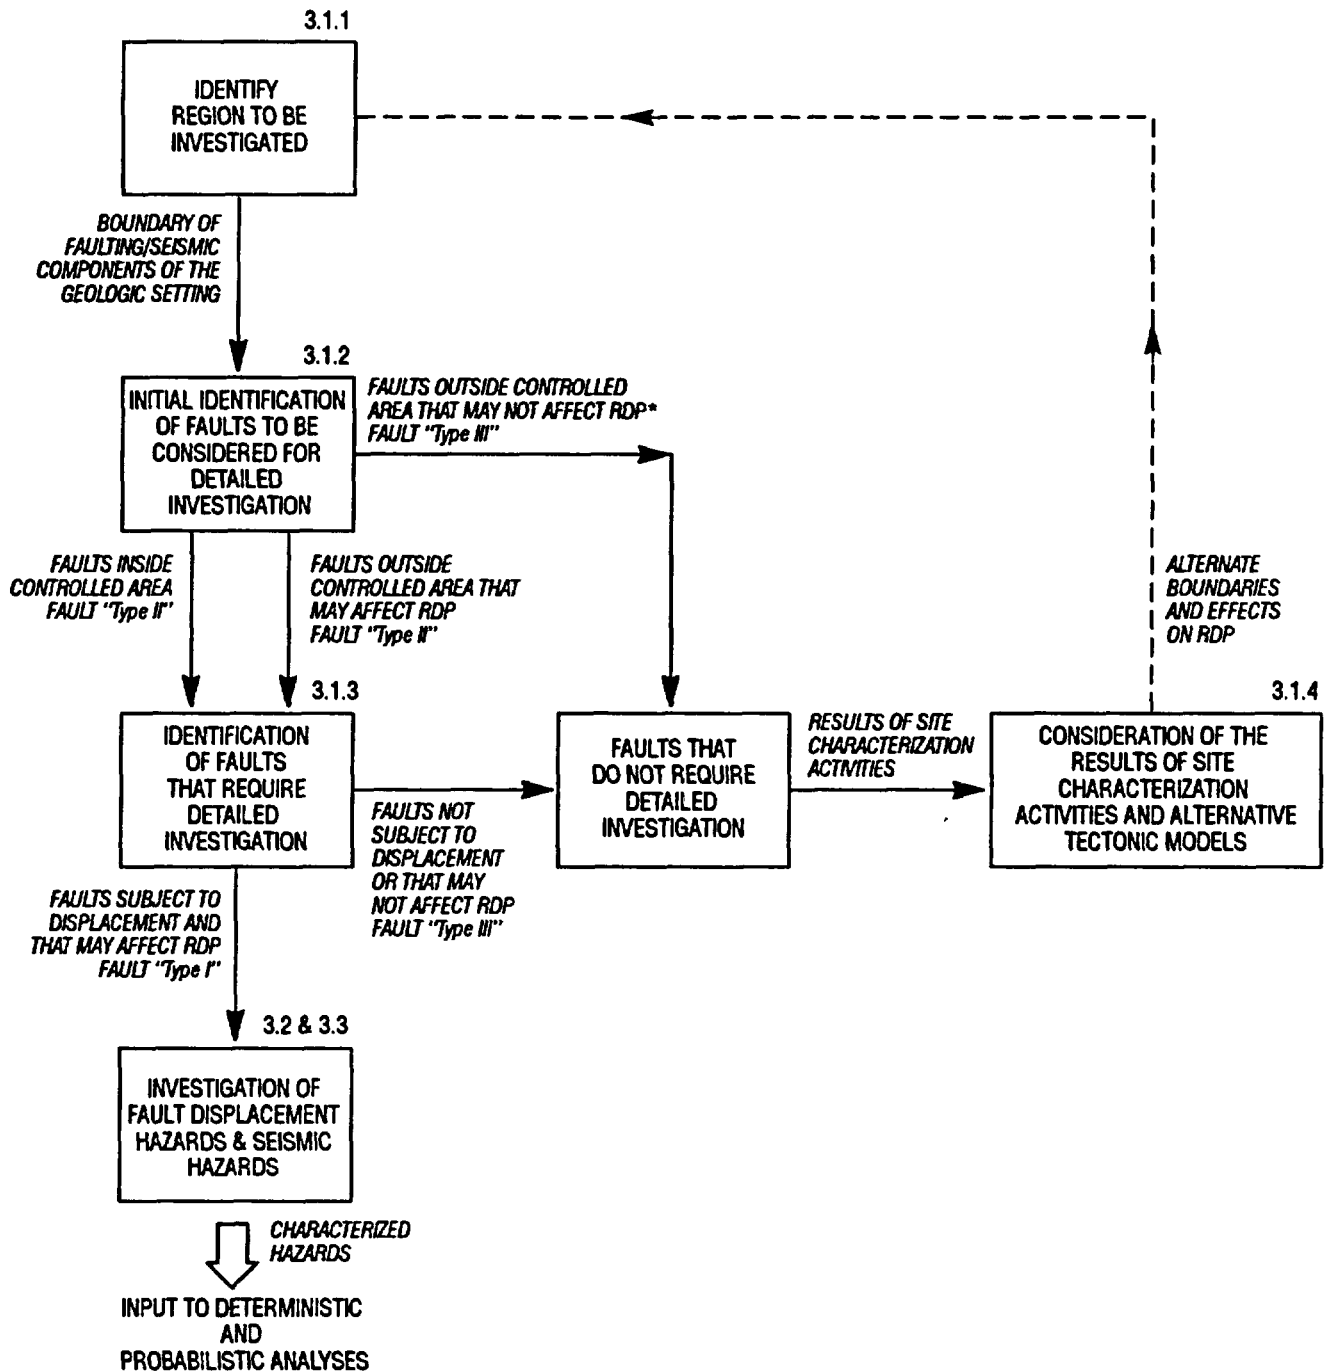 3.1.1
IDENTIFY
REGION TO BE
INVESTIGATED
BOUNDARY OF
FAULTING/SEISMIC
COMPONENTS OF THE
GEOLOGIC SETTING
3.1.2
INITIAL IDENTIFICATION
OF FAULTS TO BE
CONSIDERED FOR
DETAILED
INVESTIGATION
FAULTS OUTSIDE CONTROLLED
AREA THAT MAY NOT AFFECT RDP*
FAULT "Type III"
FAULTS INSIDE
CONTROLLED AREA
FAULT "Type II"
FAULTS OUTSIDE
CONTROLLED AREA THAT
MAY AFFECT RDP
FAULT "Type II"
ALTERNATE
BOUNDARIES
AND EFFECTS
ON RDP
3.1.3
IDENTIFICATION
OF FAULTS
THAT REQUIRE
DETAILED
INVESTIGATION
FAULTS NOT
SUBJECT TO
DISPLACEMENT
OR THAT MAY
NOT AFFECT RDP
FAULT "Type III"
FAULTS THAT
DO NOT REQUIRE
DETAILED
INVESTIGATION
RESULTS OF SITE
CHARACTERIZATION
ACTIVITIES
3.1.4
CONSIDERATION OF THE
RESULTS OF SITE
CHARACTERIZATION
ACTIVITIES AND ALTERNATIVE
TECTONIC MODELS
FAULTS SUBJECT TO
DISPLACEMENT AND
THAT MAY AFFECT RDP
FAULT "Type I"
3.2 & 3.3
INVESTIGATION OF
FAULT DISPLACEMENT
HAZARDS & SEISMIC
HAZARDS
CHARACTERIZED
HAZARDS
INPUT TO DETERMINISTIC
AND
PROBABILISTIC ANALYSES